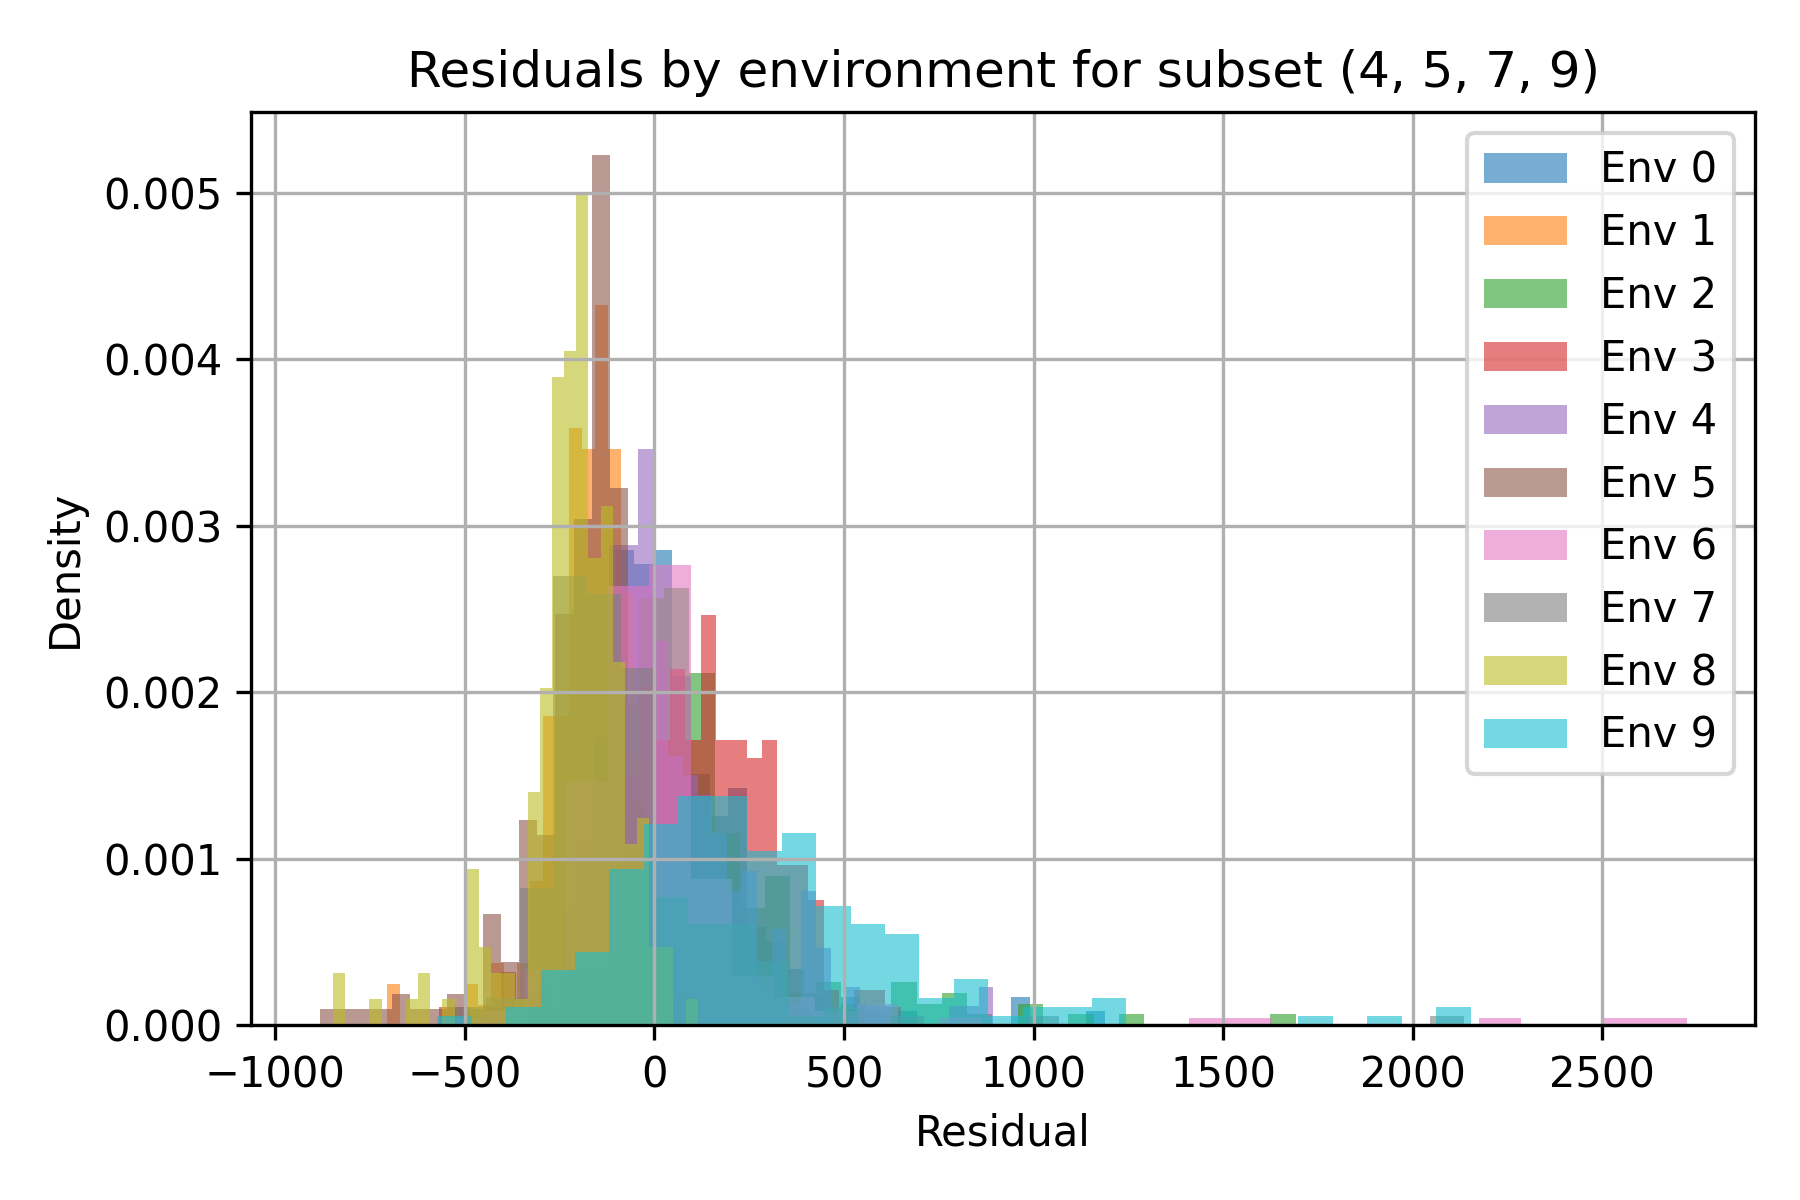 Residuals by environment for subset (4, 5, 7, 9)
0.005
0.004
0.003
0.002
0.001
0.000
Density
−1000
−500
0
500
1000
1500
2000
2500
Residual
Env 0
Env 1
Env 2
Env 3
Env 4
Env 5
Env 6
Env 7
Env 8
Env 9